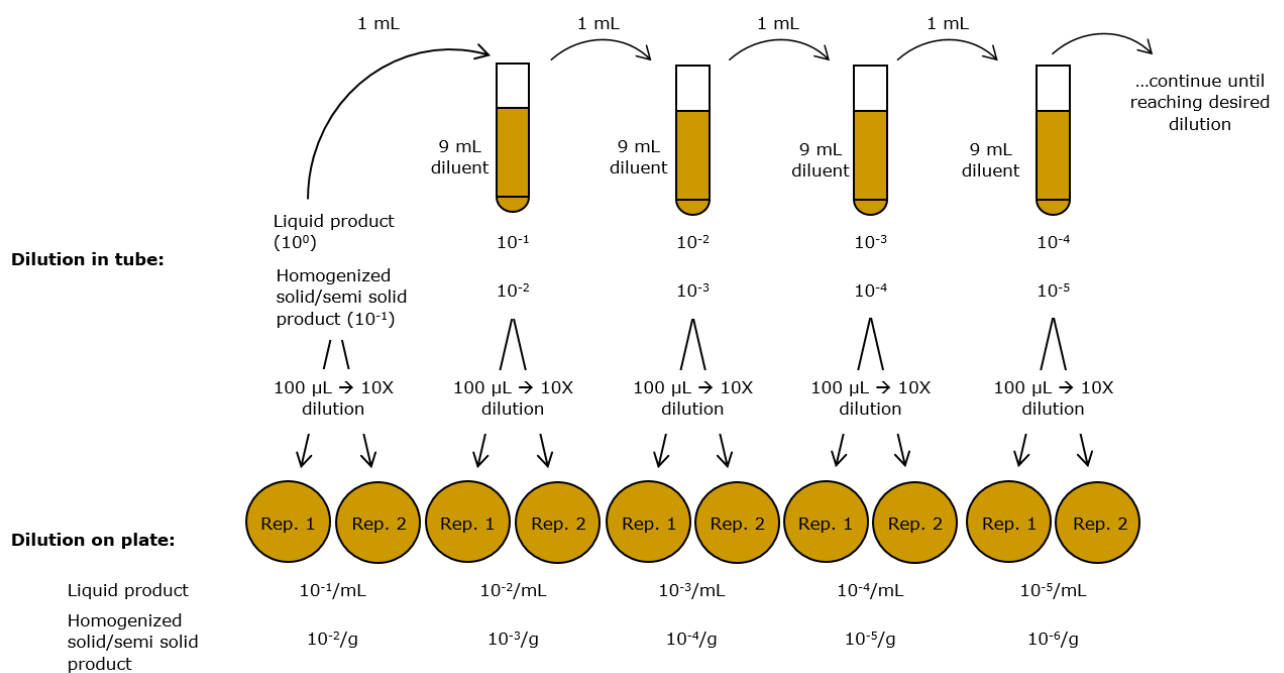 1 mL
1 mL
1 mL
1 mL
…continue until
reaching desired
dilution
9 mL
diluent
9 mL
diluent
9 mL
diluent
9 mL
diluent
Dilution in tube:
Liquid product
(10⁰)
10⁻¹
10⁻²
10⁻³
10⁻⁴
Homogenized
solid/semi solid
product (10⁻¹)
10⁻²
10⁻³
10⁻⁴
10⁻⁵
100 µL → 10X
dilution
100 µL → 10X
dilution
100 µL → 10X
dilution
100 µL → 10X
dilution
100 µL → 10X
dilution
Dilution on plate:
Rep. 1
Rep. 2
Rep. 1
Rep. 2
Rep. 1
Rep. 2
Rep. 1
Rep. 2
Rep. 1
Rep. 2
Liquid product
10⁻¹/mL
10⁻²/mL
10⁻³/mL
10⁻⁴/mL
10⁻⁵/mL
Homogenized
solid/semi solid
product
10⁻²/g
10⁻³/g
10⁻⁴/g
10⁻⁵/g
10⁻⁶/g